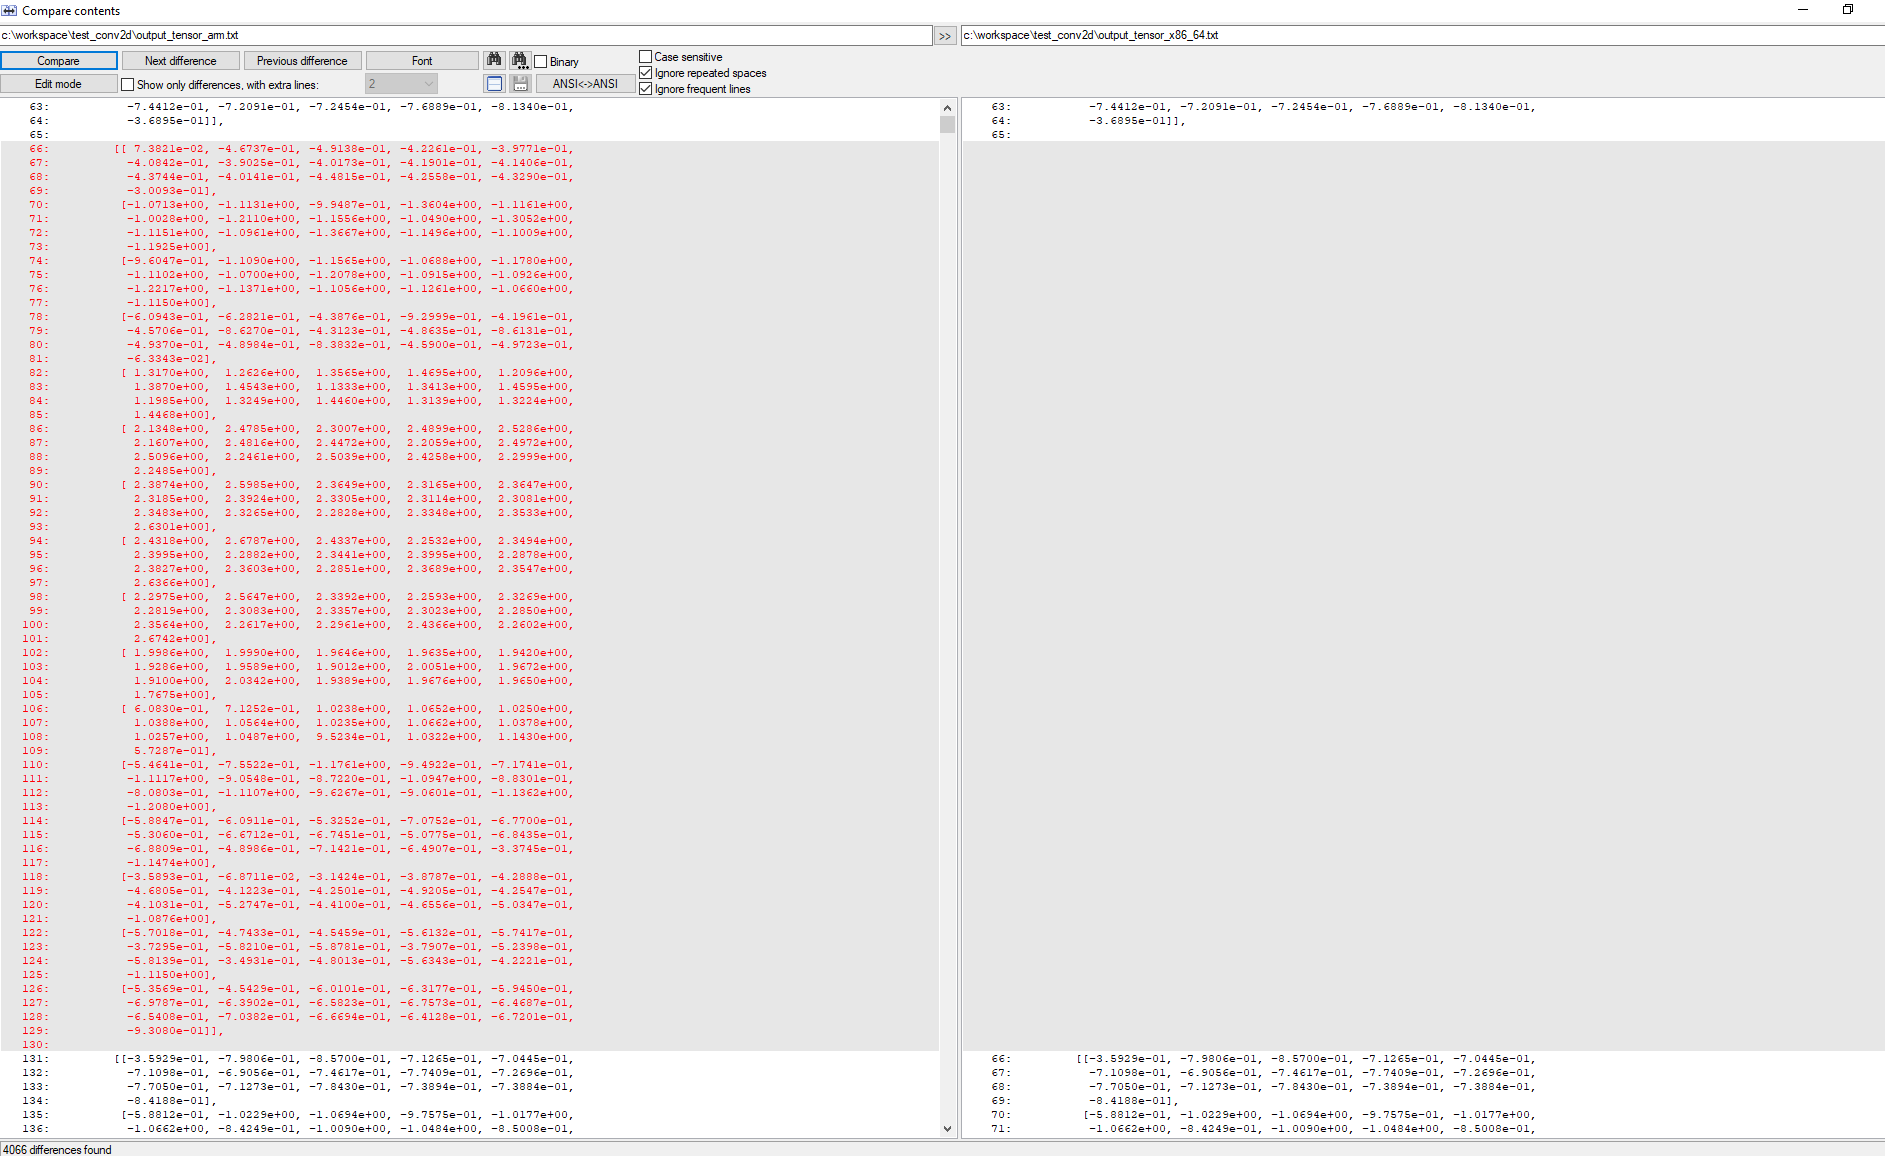 Compare contents
c:\workspace\test_conv2d\output_tensor_arm.txt >> c:\workspace\test_conv2d\output_tensor_x86_64.txt
Compare Next difference Previous difference Font Binary Case sensitive
Ignore repeated spaces
Edit mode Show only differences, with extra lines: 2 ANSI<->ANSI Ignore frequent lines
63: -7.4412e-01, -7.2091e-01, -7.2454e-01, -7.6889e-01, -8.1340e-01,
64: -3.6895e-01]],
65:
66: [[ 7.3821e-02, -4.6737e-01, -4.9138e-01, -4.2261e-01, -3.9771e-01,
67: -4.0842e-01, -3.9025e-01, -4.0173e-01, -4.1901e-01, -4.1406e-01,
68: -4.3744e-01, -4.0141e-01, -4.4815e-01, -4.2558e-01, -4.3290e-01,
69: -3.0093e-01],
70: [-1.0713e+00, -1.1131e+00, -9.9487e-01, -1.3604e+00, -1.1161e+00,
71: -1.0028e+00, -1.2110e+00, -1.1556e+00, -1.0490e+00, -1.3052e+00,
72: -1.1151e+00, -1.0961e+00, -1.3667e+00, -1.1496e+00, -1.1009e+00,
73: -1.1925e+00],
74: [-9.6047e-01, -1.1090e+00, -1.1565e+00, -1.0688e+00, -1.1780e+00,
75: -1.1102e+00, -1.0700e+00, -1.2078e+00, -1.0915e+00, -1.0926e+00,
76: -1.2217e+00, -1.1371e+00, -1.1056e+00, -1.1261e+00, -1.0660e+00,
77: -1.1150e+00],
78: [-6.0943e-01, -6.2821e-01, -4.3876e-01, -9.2999e-01, -4.1961e-01,
79: -4.5706e-01, -8.6270e-01, -4.3123e-01, -4.8635e-01, -8.6131e-01,
80: -4.9370e-01, -4.8984e-01, -8.3832e-01, -4.5900e-01, -4.9723e-01,
81: -6.3343e-02],
82: [ 1.3170e+00, 1.2626e+00, 1.3565e+00, 1.4695e+00, 1.2096e+00,
83: 1.3870e+00, 1.4543e+00, 1.1333e+00, 1.3413e+00, 1.4595e+00,
84: 1.1985e+00, 1.3249e+00, 1.4460e+00, 1.3139e+00, 1.3224e+00,
85: 1.4468e+00],
86: [ 2.1348e+00, 2.4785e+00, 2.3007e+00, 2.4899e+00, 2.5286e+00,
87: 2.1607e+00, 2.4816e+00, 2.4472e+00, 2.2059e+00, 2.4972e+00,
88: 2.5096e+00, 2.2461e+00, 2.5039e+00, 2.4258e+00, 2.2999e+00,
89: 2.2485e+00],
90: [ 2.3874e+00, 2.5985e+00, 2.3649e+00, 2.3165e+00, 2.3647e+00,
91: 2.3185e+00, 2.3924e+00, 2.3305e+00, 2.3114e+00, 2.3081e+00,
92: 2.3483e+00, 2.3265e+00, 2.2828e+00, 2.3348e+00, 2.3533e+00,
93: 2.6301e+00],
94: [ 2.4318e+00, 2.6787e+00, 2.4337e+00, 2.2532e+00, 2.3494e+00,
95: 2.3995e+00, 2.2882e+00, 2.3441e+00, 2.3995e+00, 2.2878e+00,
96: 2.3827e+00, 2.3603e+00, 2.2851e+00, 2.3689e+00, 2.3547e+00,
97: 2.6366e+00],
98: [ 2.2975e+00, 2.5647e+00, 2.3392e+00, 2.2593e+00, 2.3269e+00,
99: 2.2819e+00, 2.3083e+00, 2.3357e+00, 2.3023e+00, 2.2850e+00,
100: 2.3564e+00, 2.2617e+00, 2.2961e+00, 2.4366e+00, 2.2602e+00,
101: 2.6742e+00],
102: [ 1.9986e+00, 1.9990e+00, 1.9646e+00, 1.9635e+00, 1.9420e+00,
103: 1.9286e+00, 1.9589e+00, 1.9012e+00, 2.0051e+00, 1.9672e+00,
104: 1.9100e+00, 2.0342e+00, 1.9389e+00, 1.9676e+00, 1.9650e+00,
105: 1.7675e+00],
106: [ 6.0830e-01, 7.1252e-01, 1.0238e+00, 1.0652e+00, 1.0250e+00,
107: 1.0388e+00, 1.0564e+00, 1.0235e+00, 1.0662e+00, 1.0378e+00,
108: 1.0257e+00, 1.0487e+00, 9.5234e-01, 1.0322e+00, 1.1430e+00,
109: 5.7287e-01],
110: [-5.4641e-01, -7.5522e-01, -1.1761e+00, -9.4922e-01, -7.1741e-01,
111: -1.1117e+00, -9.0548e-01, -8.7220e-01, -1.0947e+00, -8.8301e-01,
112: -8.0803e-01, -1.1107e+00, -9.6267e-01, -9.0601e-01, -1.1362e+00,
113: -1.2080e+00],
114: [-5.8847e-01, -6.0911e-01, -5.3252e-01, -7.0752e-01, -6.7700e-01,
115: -5.3060e-01, -6.6712e-01, -6.7451e-01, -5.0775e-01, -6.8435e-01,
116: -6.8809e-01, -4.8986e-01, -7.1421e-01, -6.4907e-01, -3.3745e-01,
117: -1.1474e+00],
118: [-3.5893e-01, -6.8711e-02, -3.1424e-01, -3.8787e-01, -4.2888e-01,
119: -4.6805e-01, -4.1223e-01, -4.2501e-01, -4.9205e-01, -4.2547e-01,
120: -4.1031e-01, -5.2747e-01, -4.4100e-01, -4.6556e-01, -5.0347e-01,
121: -1.0876e+00],
122: [-5.7018e-01, -4.7433e-01, -4.5459e-01, -5.6132e-01, -5.7417e-01,
123: -3.7295e-01, -5.8210e-01, -5.8781e-01, -3.7907e-01, -5.2398e-01,
124: -5.8139e-01, -3.4931e-01, -4.8013e-01, -5.6343e-01, -4.2221e-01,
125: -1.1150e+00],
126: [-5.3569e-01, -4.5429e-01, -6.0101e-01, -6.3177e-01, -5.9450e-01,
127: -6.9787e-01, -6.3902e-01, -6.5823e-01, -6.7573e-01, -6.4687e-01,
128: -6.5408e-01, -7.0382e-01, -6.6694e-01, -6.4128e-01, -6.7201e-01,
129: -9.3080e-01]],
130:
131: [[-3.5929e-01, -7.9806e-01, -8.5700e-01, -7.1265e-01, -7.0445e-01,
132: -7.1098e-01, -6.9056e-01, -7.4617e-01, -7.7409e-01, -7.2696e-01,
133: -7.7050e-01, -7.1273e-01, -7.8430e-01, -7.3894e-01, -7.3884e-01,
134: -8.4188e-01],
135: [-5.8812e-01, -1.0229e+00, -1.0694e+00, -9.7575e-01, -1.0177e+00,
136: -1.0662e+00, -8.4249e-01, -1.0090e+00, -1.0484e+00, -8.5008e-01,
63: -7.4412e-01, -7.2091e-01, -7.2454e-01, -7.6889e-01, -8.1340e-01,
64: -3.6895e-01]],
65:
66: [[-3.5929e-01, -7.9806e-01, -8.5700e-01, -7.1265e-01, -7.0445e-01,
67: -7.1098e-01, -6.9056e-01, -7.4617e-01, -7.7409e-01, -7.2696e-01,
68: -7.7050e-01, -7.1273e-01, -7.8430e-01, -7.3894e-01, -7.3884e-01,
69: -8.4188e-01],
70: [-5.8812e-01, -1.0229e+00, -1.0694e+00, -9.7575e-01, -1.0177e+00,
71: -1.0662e+00, -8.4249e-01, -1.0090e+00, -1.0484e+00, -8.5008e-01,
4066 differences found